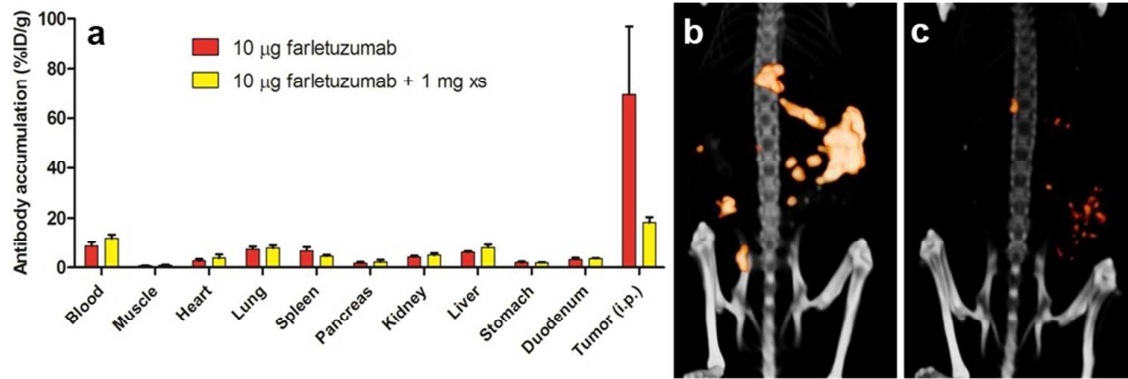 a
b
c
Antibody accumulation (%ID/g)
100
80
60
40
20
0
10 μg farletuzumab
10 μg farletuzumab + 1 mg xs
Blood
Muscle
Heart
Lung
Spleen
Pancreas
Kidney
Liver
Stomach
Duodenum
Tumor (i.p.)